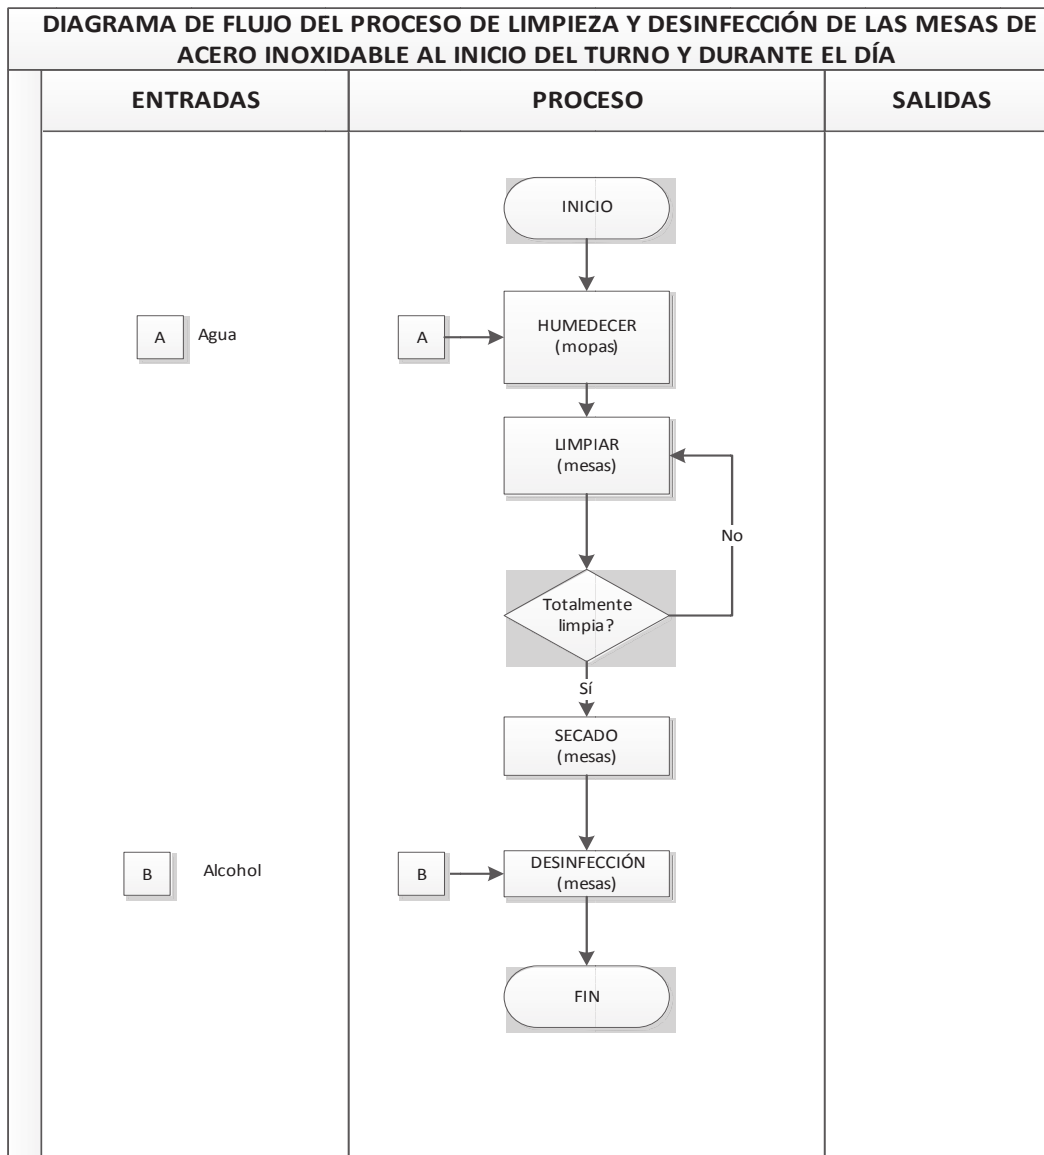 DIAGRAMA DE FLUJO DEL PROCESO DE LIMPIEZA Y DESINFECCIÓN DE LAS MESAS DE
ACERO INOXIDABLE AL INICIO DEL TURNO Y DURANTE EL DÍA
ENTRADAS
PROCESO
SALIDAS
INICIO
A
Agua
A
HUMEDECER
(mopas)
LIMPIAR
(mesas)
No
Totalmente
limpia?
Sí
SECADO
(mesas)
B
Alcohol
B
DESINFECCIÓN
(mesas)
FIN